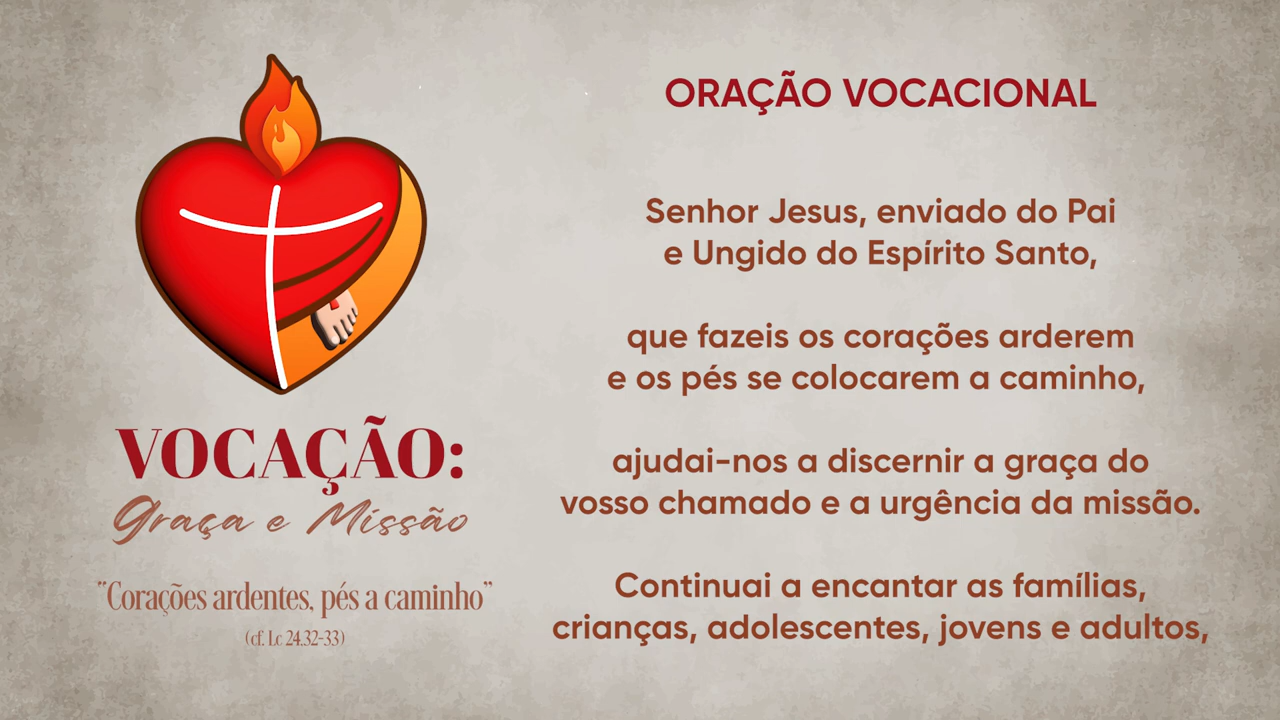 VOCAÇÃO:
Graça e Missão
"Corações ardentes, pés a caminho"
(cf. Lc 24.32-33)
ORAÇÃO VOCACIONAL
Senhor Jesus, enviado do Pai
e Ungido do Espírito Santo,
que fazeis os corações arderem
e os pés se colocarem a caminho,
ajudai-nos a discernir a graça do
vosso chamado e a urgência da missão.
Continuai a encantar as famílias,
crianças, adolescentes, jovens e adultos,